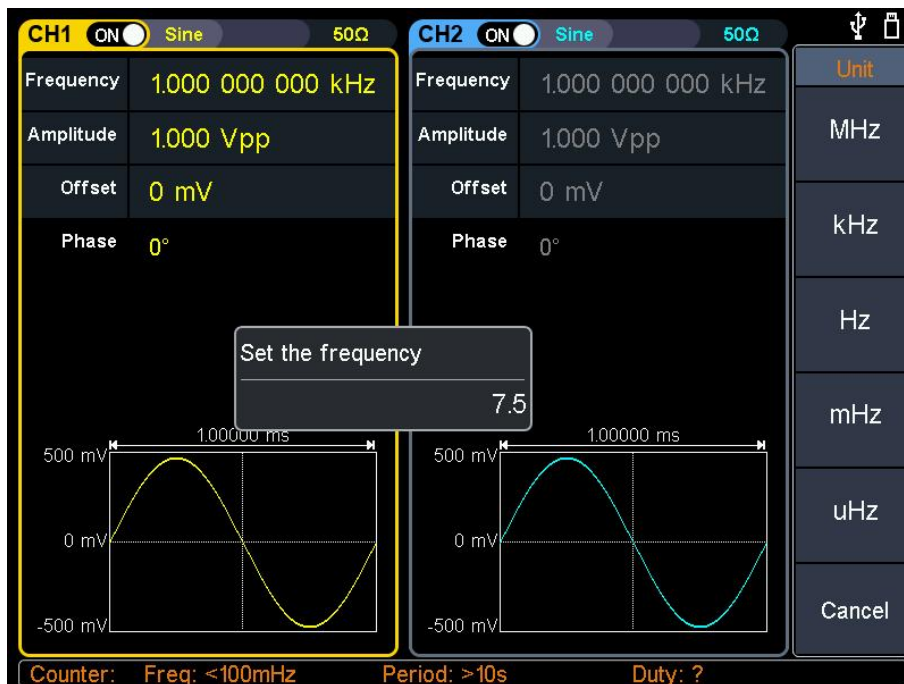 CH1 ON Sine 50Ω CH2 ON Sine 50Ω
Unit
Frequency 1.000 000 000 kHz Frequency 1.000 000 000 kHz
MHz
Amplitude 1.000 Vpp Amplitude 1.000 Vpp
Offset 0 mV Offset 0 mV
kHz
Phase 0° Phase 0°
Hz
Set the frequency
7.5
mHz
1.00000 ms 1.00000 ms
500 mV 500 mV
uHz
0 mV 0 mV
Cancel
-500 mV -500 mV
Counter: Freq: <100mHz Period: >10s Duty: ?